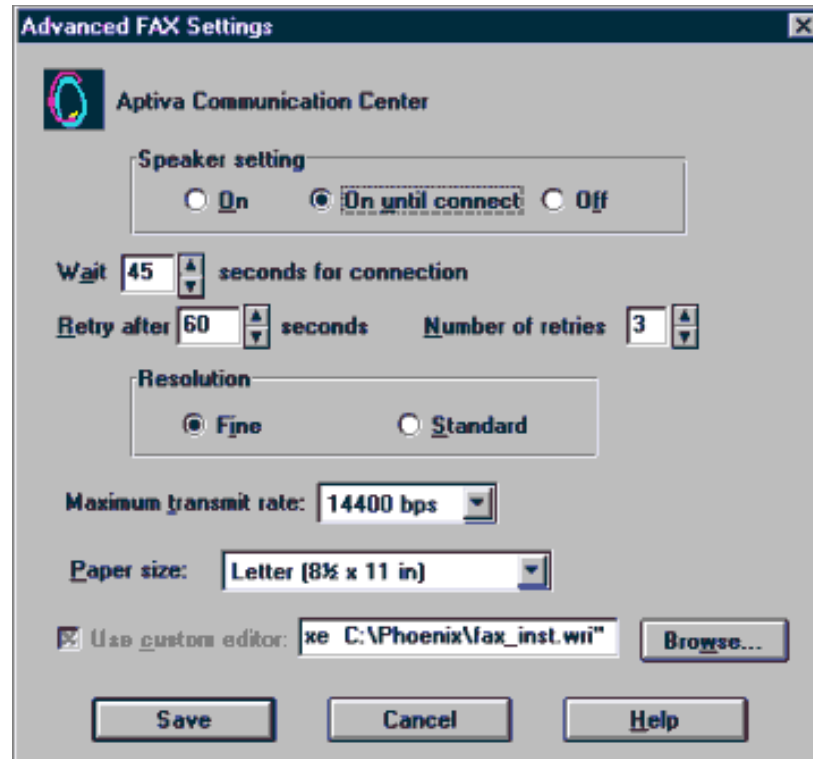 Advanced FAX Settings
Aptiva Communication Center
Speaker setting
On On until connect Off
Wait 45 seconds for connection
Retry after 60 seconds Number of retries 3
Resolution
Fine Standard
Maximum transmit rate: 14400 bps
Paper size: Letter (8½ x 11 in)
Use custom editor: xe C:\Phoenix\fax_inst.wri" Browse...
Save Cancel Help